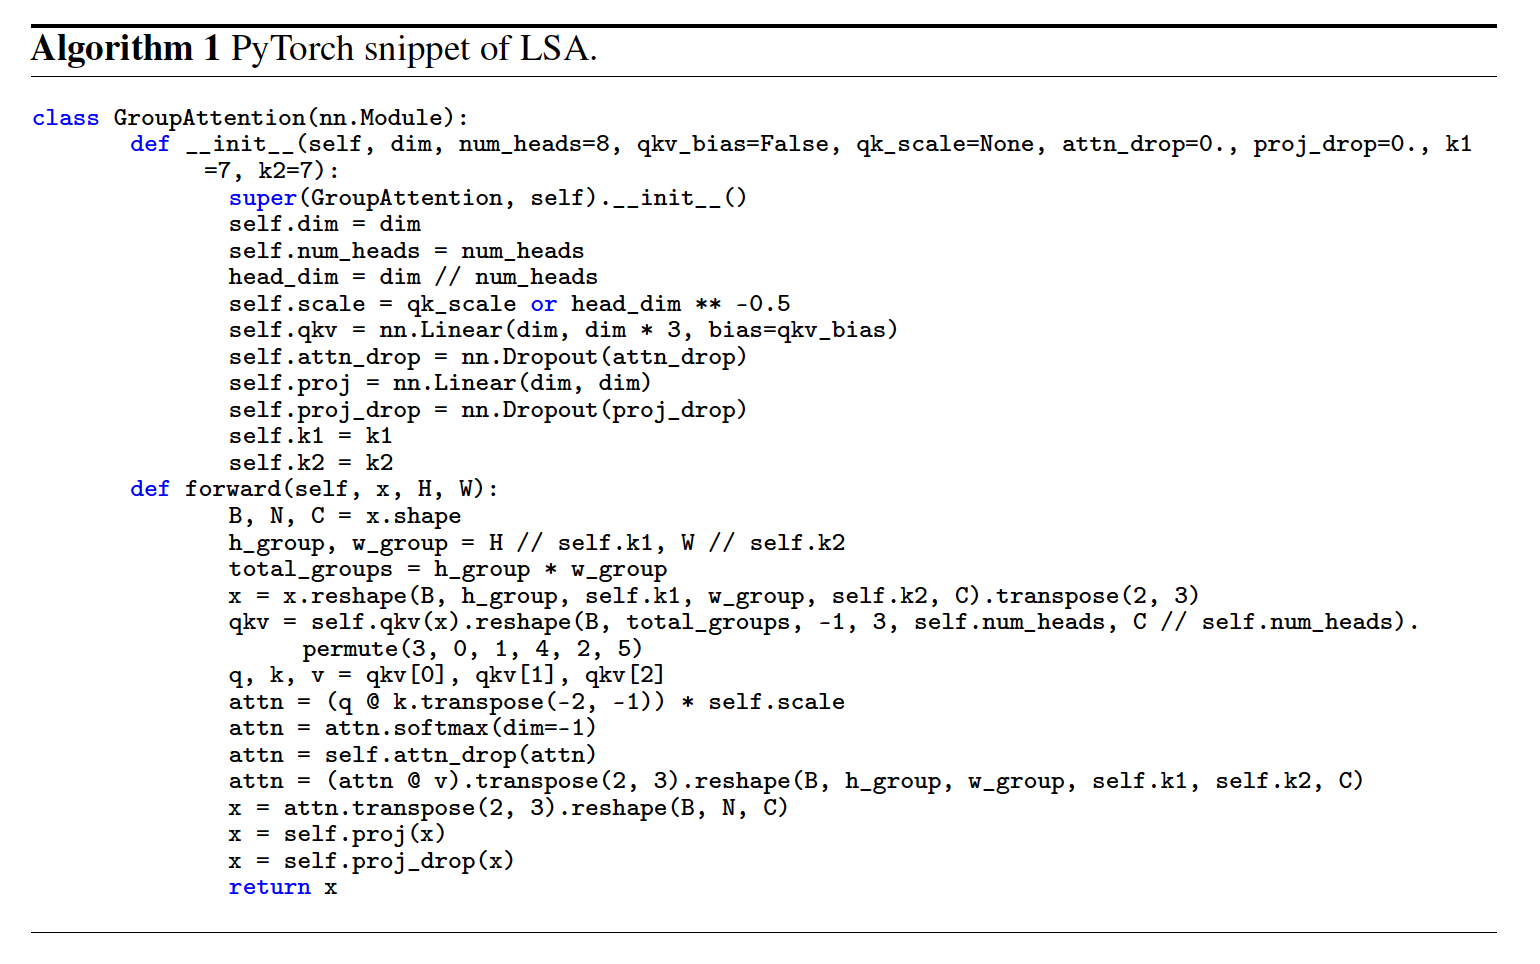 Algorithm 1 PyTorch snippet of LSA.
class GroupAttention(nn.Module):
def __init__(self, dim, num_heads=8, qkv_bias=False, qk_scale=None, attn_drop=0., proj_drop=0., k1
=7, k2=7):
super(GroupAttention, self).__init__()
self.dim = dim
self.num_heads = num_heads
head_dim = dim // num_heads
self.scale = qk_scale or head_dim ** -0.5
self.qkv = nn.Linear(dim, dim * 3, bias=qkv_bias)
self.attn_drop = nn.Dropout(attn_drop)
self.proj = nn.Linear(dim, dim)
self.proj_drop = nn.Dropout(proj_drop)
self.k1 = k1
self.k2 = k2
def forward(self, x, H, W):
B, N, C = x.shape
h_group, w_group = H // self.k1, W // self.k2
total_groups = h_group * w_group
x = x.reshape(B, h_group, self.k1, w_group, self.k2, C).transpose(2, 3)
qkv = self.qkv(x).reshape(B, total_groups, -1, 3, self.num_heads, C // self.num_heads).
permute(3, 0, 1, 4, 2, 5)
q, k, v = qkv[0], qkv[1], qkv[2]
attn = (q @ k.transpose(-2, -1)) * self.scale
attn = attn.softmax(dim=-1)
attn = self.attn_drop(attn)
attn = (attn @ v).transpose(2, 3).reshape(B, h_group, w_group, self.k1, self.k2, C)
x = attn.transpose(2, 3).reshape(B, N, C)
x = self.proj(x)
x = self.proj_drop(x)
return x